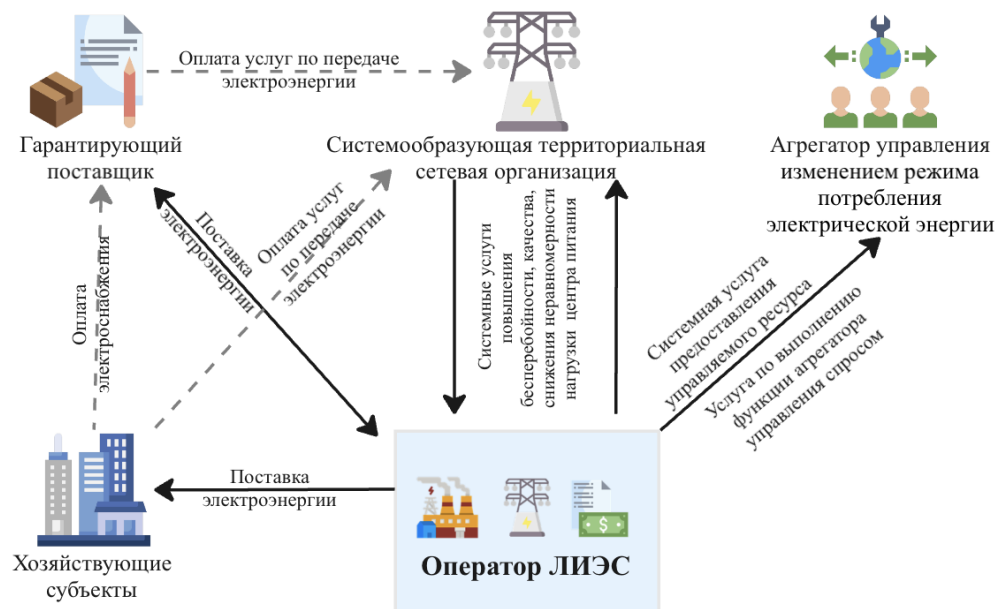 Оплата услуг по передаче
электроэнергии
Гарантирующий
поставщик
Системообразующая территориальная
сетевая организация
Агрегатор управления
изменением режима
потребления
электрической энергии
Оплата
электроснабжения
Поставка
электроэнергии
Оплата услуг
по передаче
электроэнергии
Системные услуги
повышения
бесперебойности, качества,
снижения неравномерности
нагрузки центра питания
Системная услуга
предоставления
управляемого ресурса
Услуга по выполнению
функции агрегатора
управления спросом
Поставка
электроэнергии
Хозяйствующие
субъекты
Оператор ЛИЭС